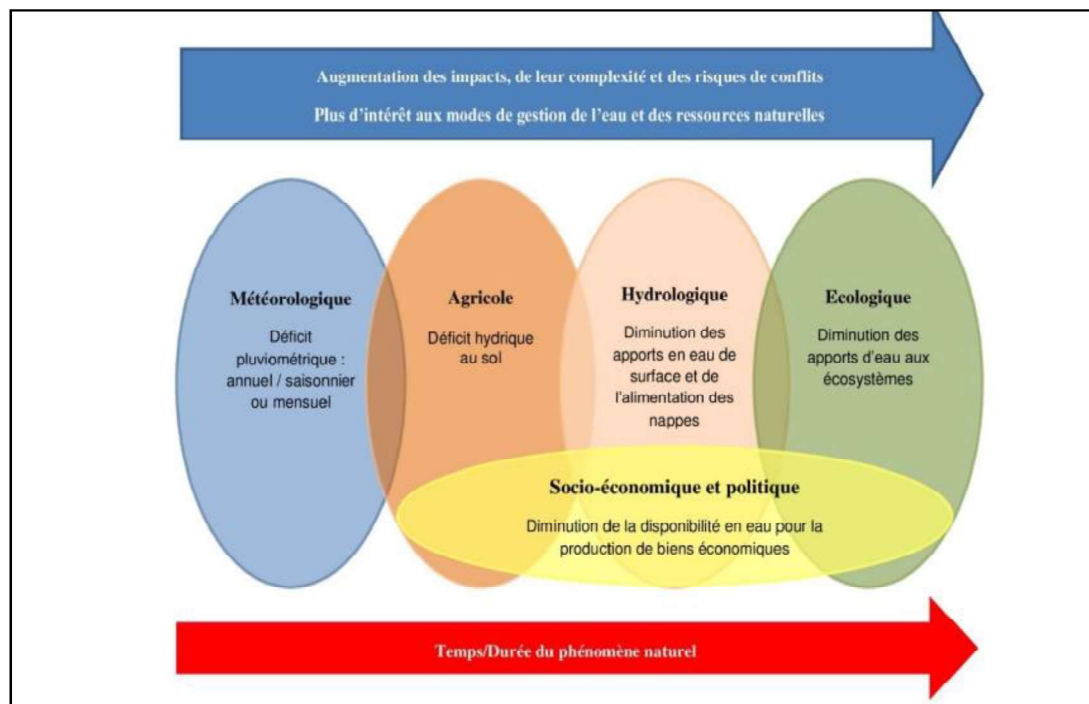 Augmentation des impacts, de leur complexité et des risques de conflits
Plus d'intérêt aux modes de gestion de l'eau et des ressources naturelles
Météorologique
Déficit
pluviométrique :
annuel / saisonnier
ou mensuel
Agricole
Déficit hydrique
au sol
Hydrologique
Diminution des
apports en eau de
surface et de
l'alimentation des
nappes
Ecologique
Diminution des
apports d'eau aux
écosystèmes
Socio-économique et politique
Diminution de la disponibilité en eau pour la
production de biens économiques
Temps/Durée du phénomène naturel